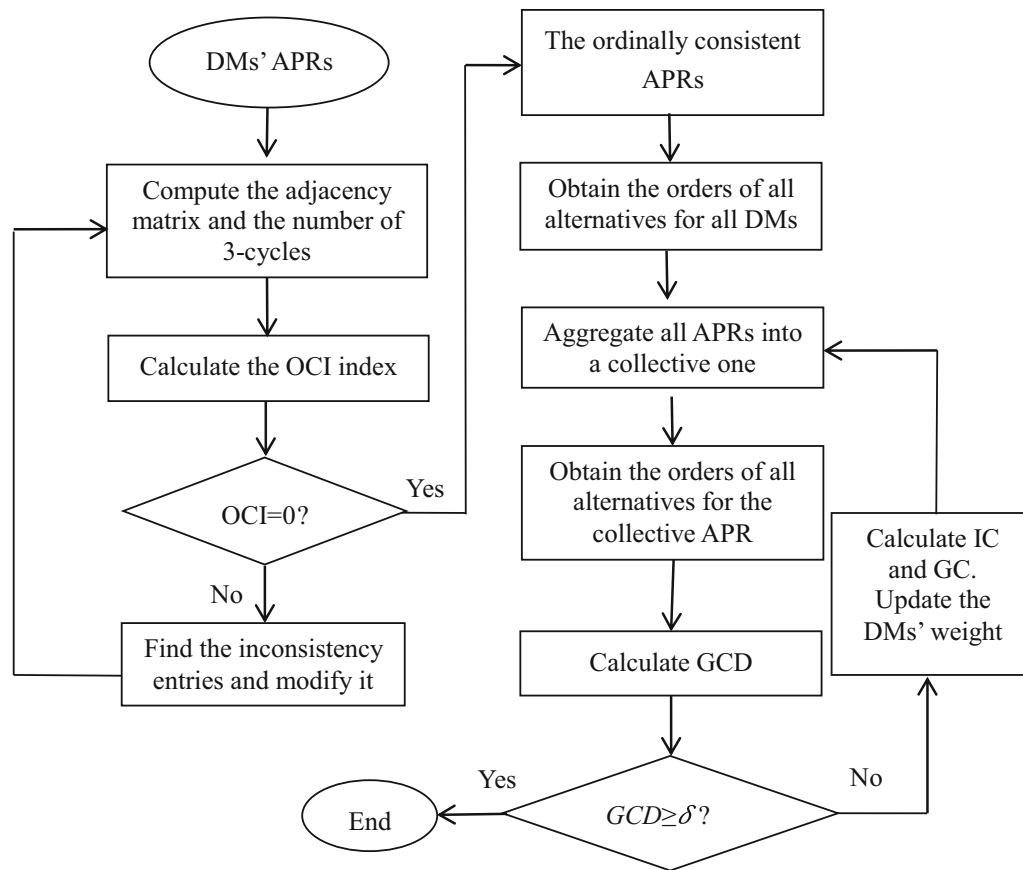 DMs’ APRs
Compute the adjacency
matrix and the number of
3-cycles
Calculate the OCI index
OCI=0?
Yes
No
Find the inconsistency
entries and modify it
The ordinally consistent
APRs
Obtain the orders of all
alternatives for all DMs
Aggregate all APRs into
a collective one
Obtain the orders of all
alternatives for the
collective APR
Calculate GCD
GCD≥δ?
Yes
No
End
Calculate IC
and GC.
Update the
DMs’ weight